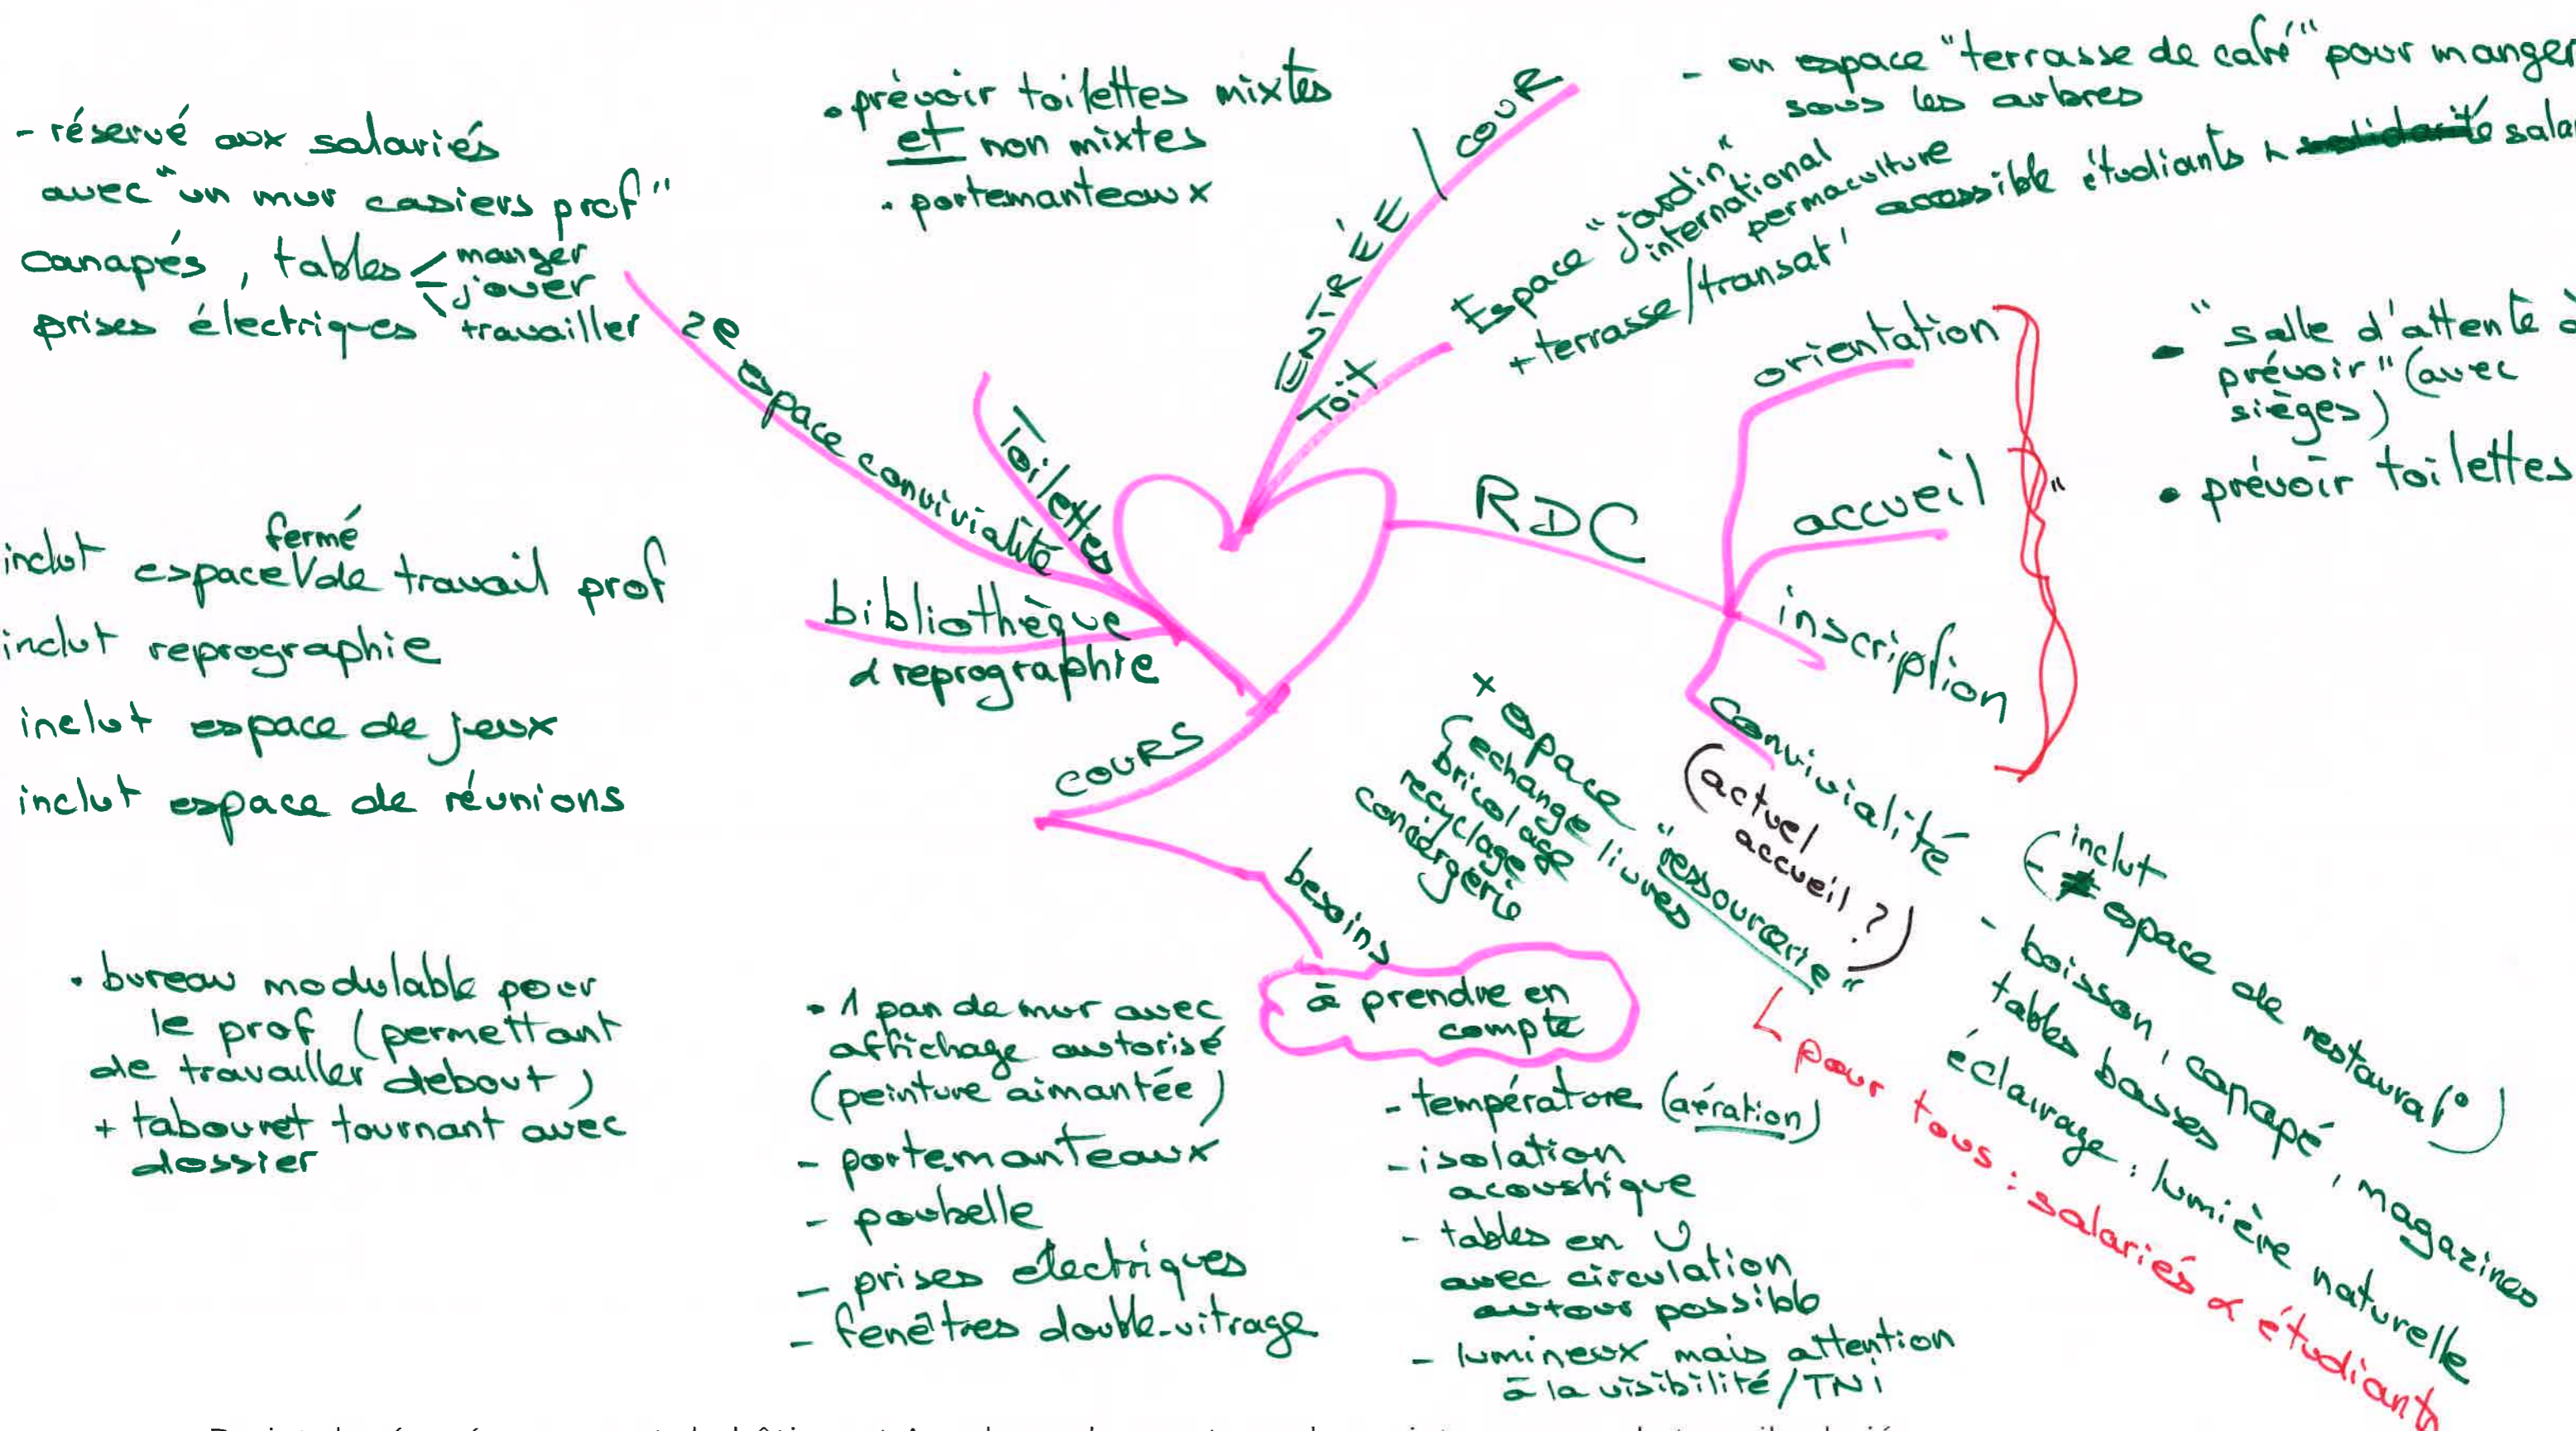 - réservé aux salariés
avec "un mur casiers prof"
canapés, tables
manger
jouer
travailler
prises électriques
• prévoir toilettes mixtes
et non mixtes
• portemanteaux
ENTRÉE / COUR
- un espace "terrasse de café" pour manger
sous les arbres
TOIT
Espace "jardin"
international
permaculture
+ terrasse/transat'
accessible étudiants &
2e espace convivialité
Toilettes
bibliothèque
& reprographie
RDC
orientation
accueil
inscription
convivialité
(actuel
accueil ?)
- "salle d'attente à
prévoir" (avec
sièges)
• prévoir toilettes
inclut espace fermé de travail prof
inclut reprographie
inclut espace de jeux
inclut espace de réunions
COURS
besoins
à prendre en
compte
+ espace "ressourcerie"
(échange livres
bricolage
recyclage
conciergerie
(inclut
- espace de restaurat°)
- boisson, canapé, magazines
tables basses
éclairage : lumière naturelle
pour tous : salariés & étudiants
• bureau modulable pour
le prof (permettant
de travailler debout)
+ tabouret tournant avec
dossier
• 1 pan de mur avec
affichage autorisé
(peinture aimantée)
- portemanteaux
- poubelle
- prises électriques
- fenêtres double-vitrage
- température (aération)
- isolation
acoustique
- tables en U
avec circulation
autour possible
- lumineux mais attention
à la visibilité/TNI